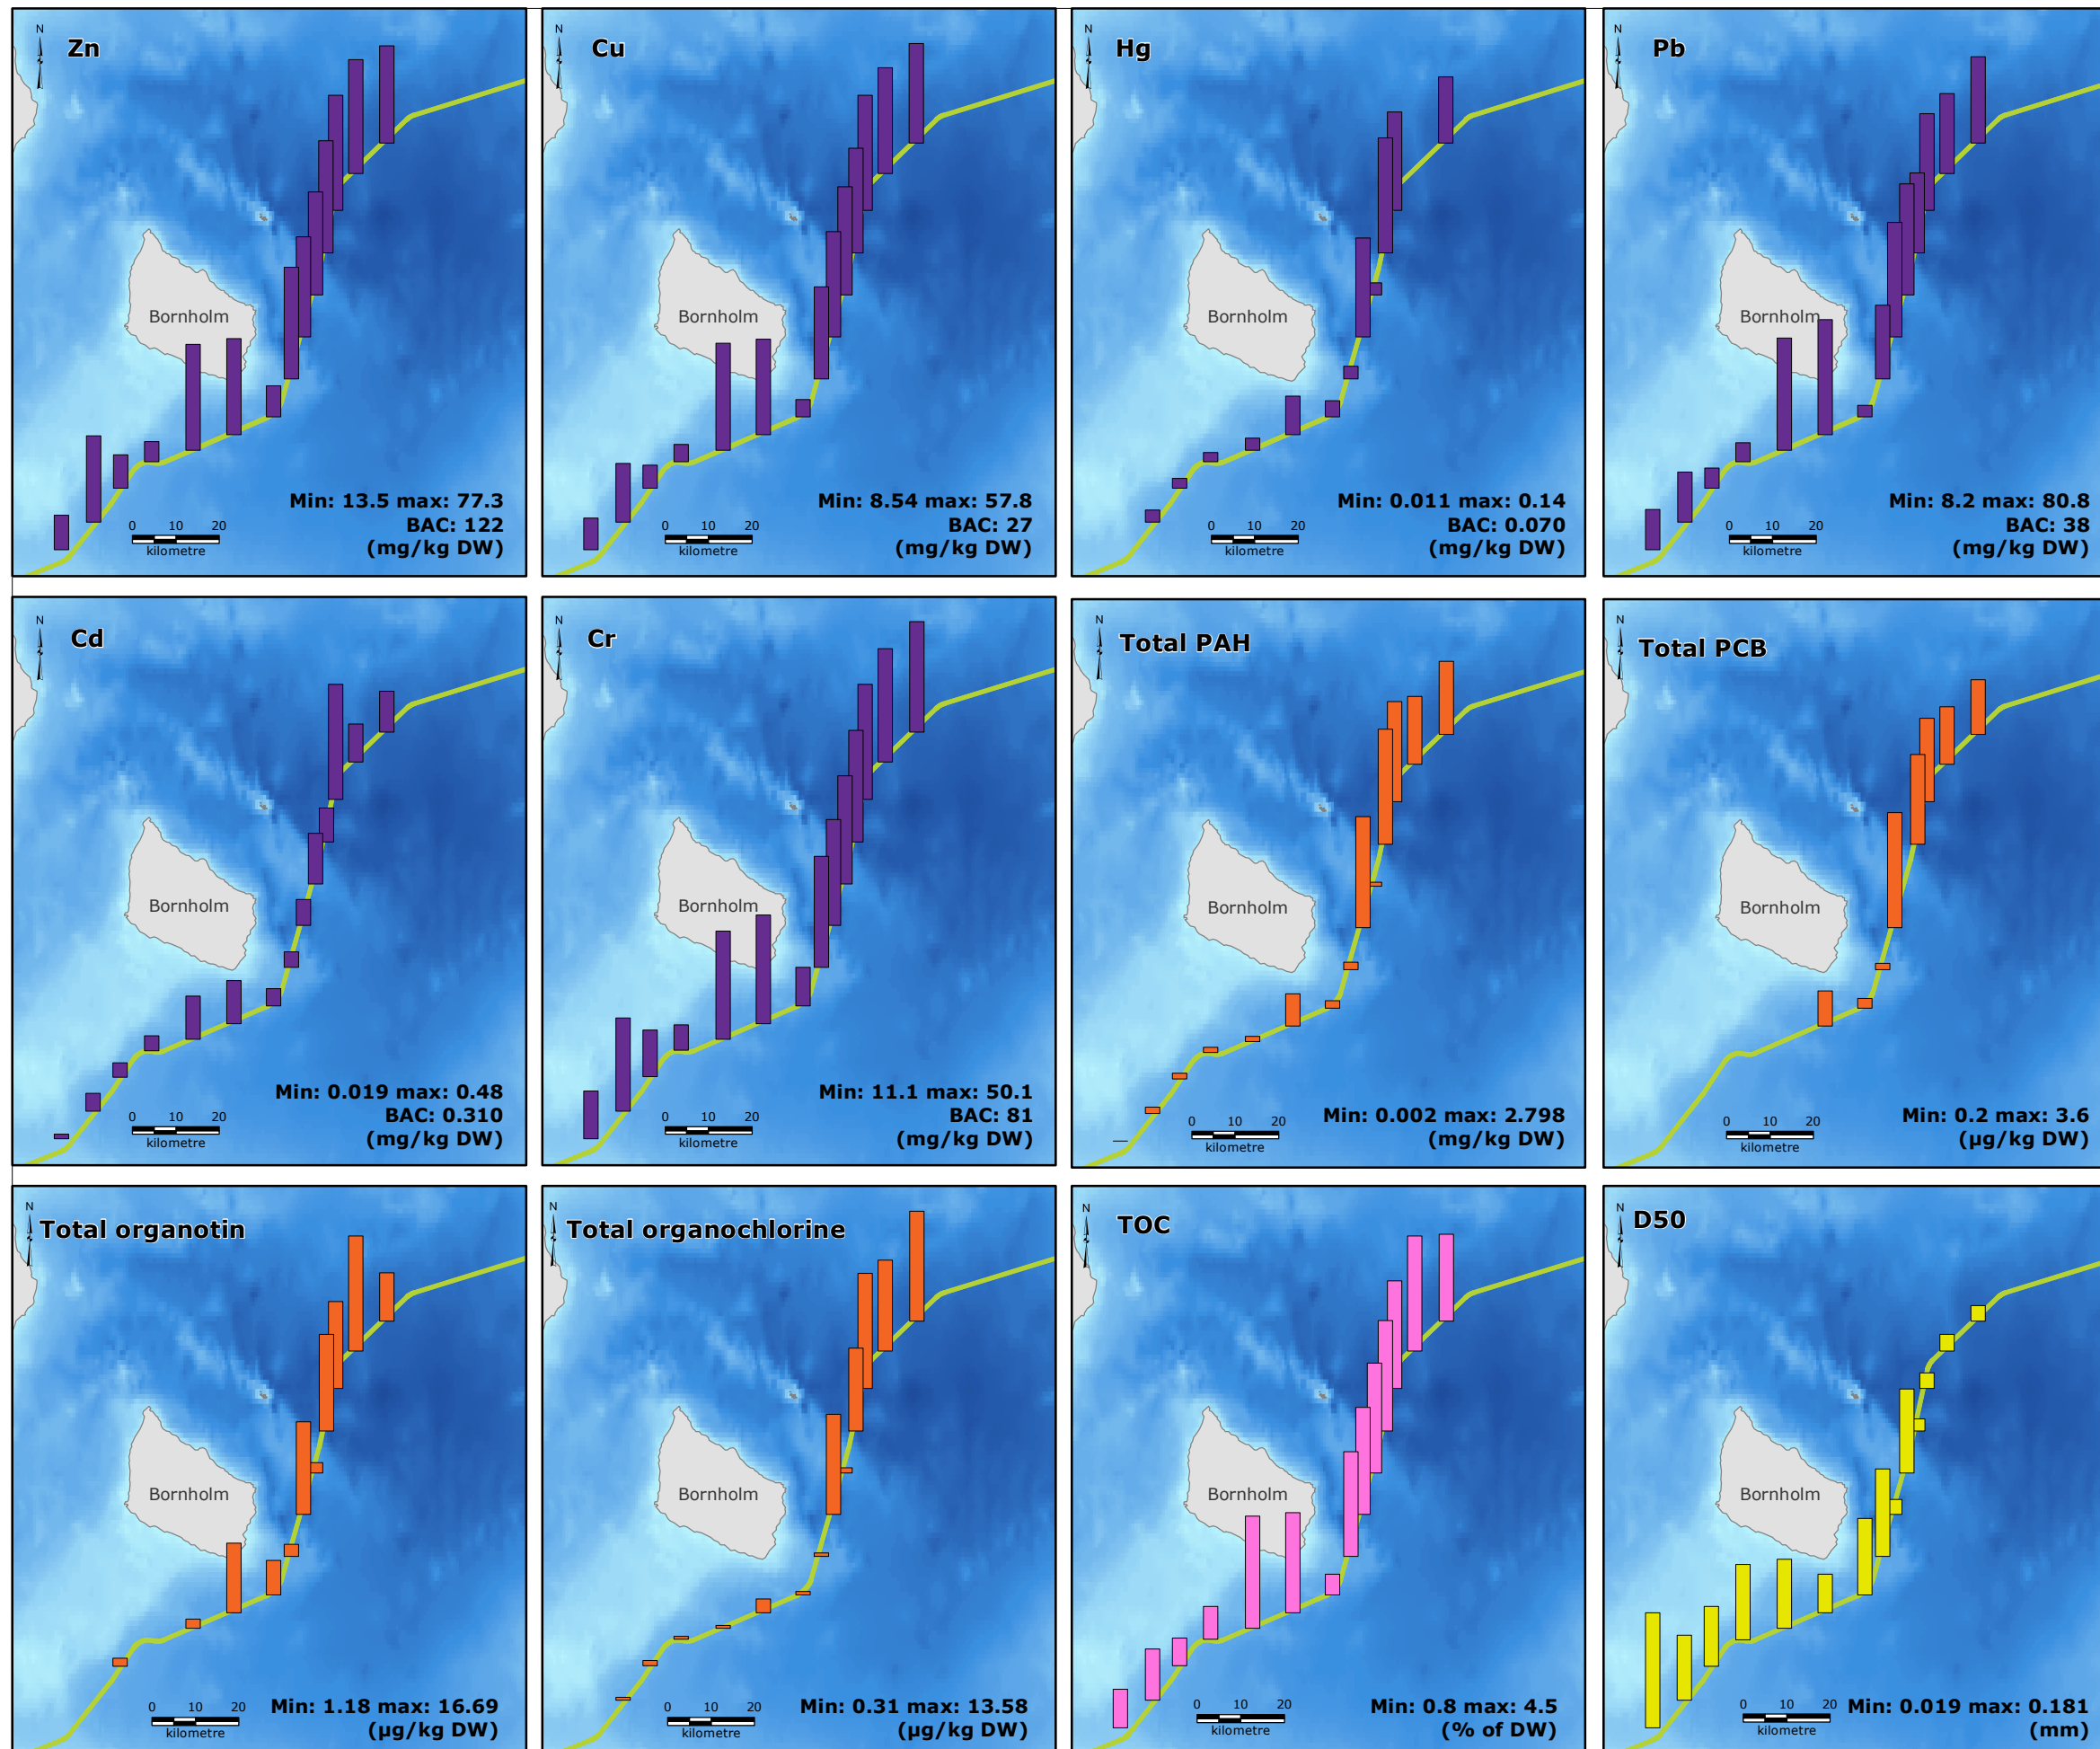 N
Zn
Bornholm
Min: 13.5 max: 77.3
BAC: 122
(mg/kg DW)
0 10 20
kilometre
N
Cu
Bornholm
Min: 8.54 max: 57.8
BAC: 27
(mg/kg DW)
0 10 20
kilometre
N
Hg
Bornholm
Min: 0.011 max: 0.14
BAC: 0.070
(mg/kg DW)
0 10 20
kilometre
N
Pb
Bornholm
Min: 8.2 max: 80.8
BAC: 38
(mg/kg DW)
0 10 20
kilometre
N
Cd
Bornholm
Min: 0.019 max: 0.48
BAC: 0.310
(mg/kg DW)
0 10 20
kilometre
N
Cr
Bornholm
Min: 11.1 max: 50.1
BAC: 81
(mg/kg DW)
0 10 20
kilometre
N
Total PAH
Bornholm
Min: 0.002 max: 2.798
(mg/kg DW)
0 10 20
kilometre
N
Total PCB
Bornholm
Min: 0.2 max: 3.6
(µg/kg DW)
0 10 20
kilometre
N
Total organotin
Bornholm
Min: 1.18 max: 16.69
(µg/kg DW)
0 10 20
kilometre
N
Total organochlorine
Bornholm
Min: 0.31 max: 13.58
(µg/kg DW)
0 10 20
kilometre
N
TOC
Bornholm
Min: 0.8 max: 4.5
(% of DW)
0 10 20
kilometre
N
D50
Bornholm
Min: 0.019 max: 0.181
(mm)
0 10 20
kilometre